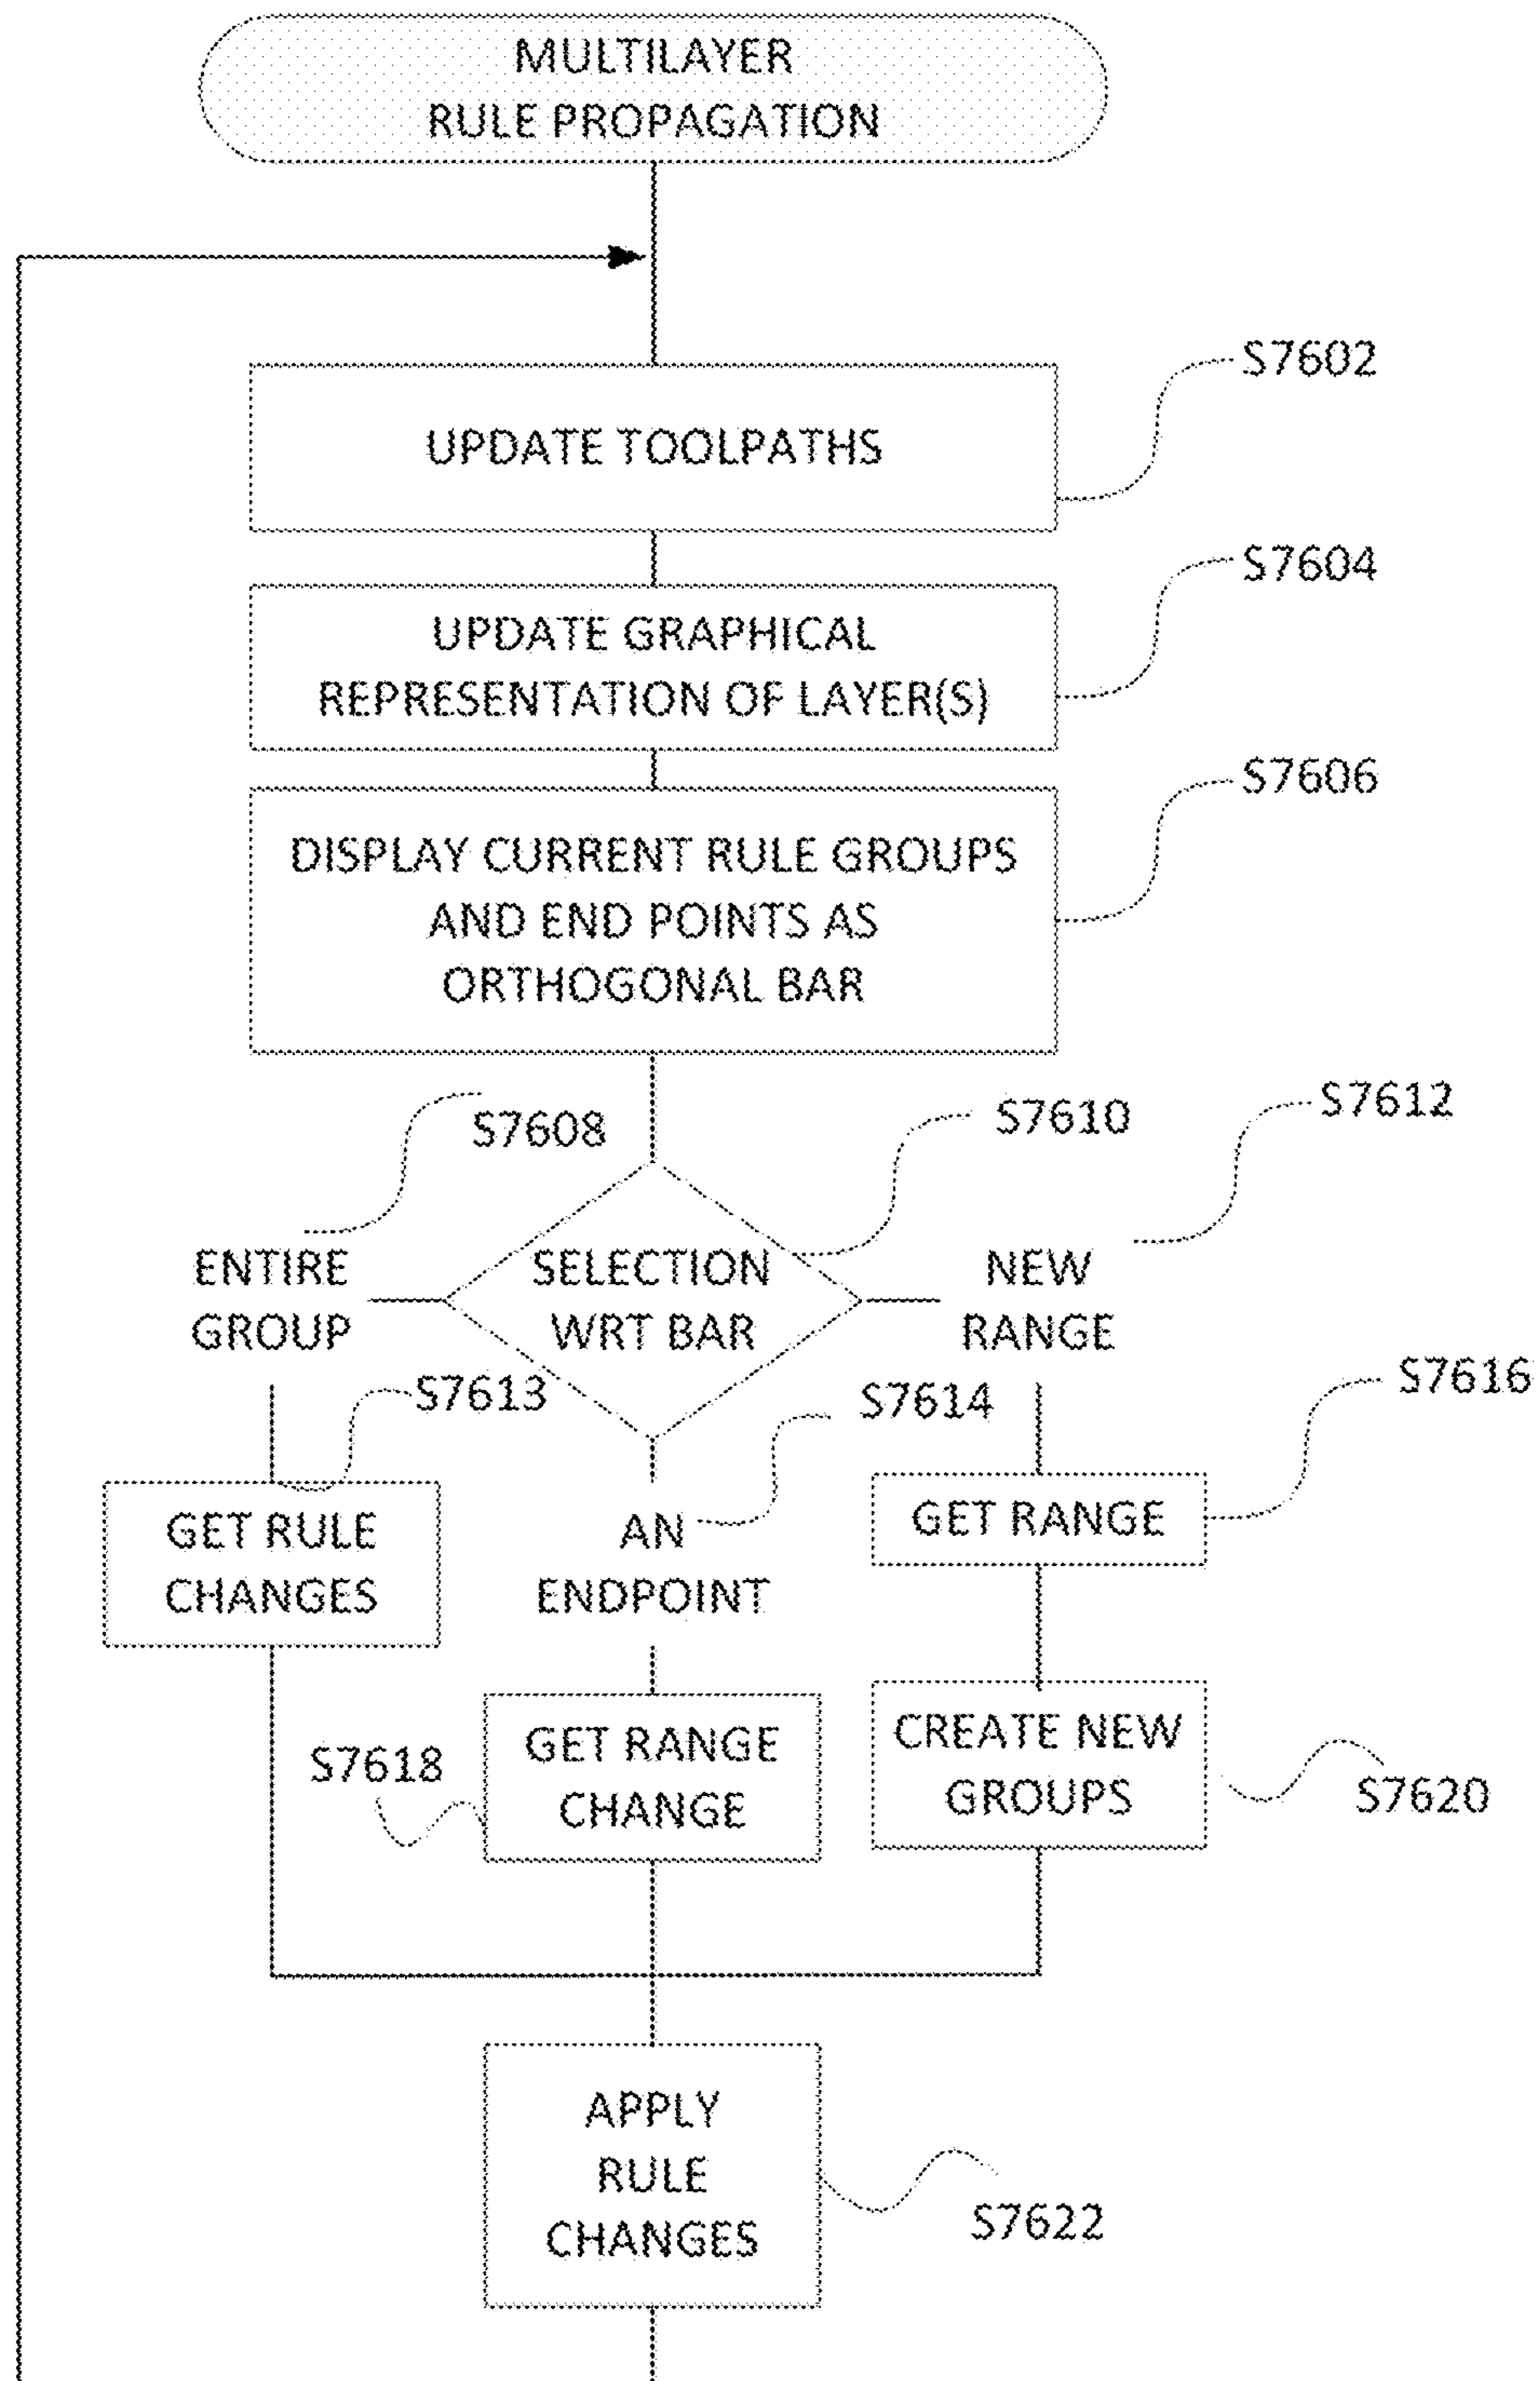 MULTILAYER
RULE PROPAGATION
S7602
UPDATE TOOLPATHS
S7604
UPDATE GRAPHICAL
REPRESENTATION OF LAYER(S)
S7606
DISPLAY CURRENT RULE GROUPS
AND END POINTS AS
ORTHOGONAL BAR
S7608
S7610
S7612
ENTIRE
GROUP
SELECTION
WRT BAR
NEW
RANGE
S7613
S7614
S7616
GET RULE
CHANGES
AN
ENDPOINT
GET RANGE
S7618
GET RANGE
CHANGE
CREATE NEW
GROUPS
S7620
APPLY
RULE
CHANGES
S7622